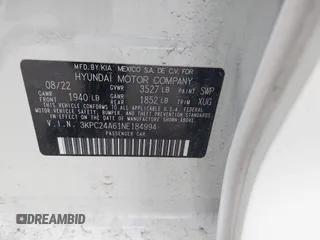 MFD. BY KIA MEXICO S.A. DE C.V. FOR
HYUNDAI MOTOR COMPANY
08/22 GVWR 3527 LB PAINT SWP
GAWR FRONT 1940 LB GAWR REAR 1852 LB TRIM XUG
THIS VEHICLE CONFORMS TO ALL APPLICABLE U.S.A. FEDERAL MOTOR VEHICLE SAFETY, BUMPER, AND THEFT PREVENTION STANDARDS IN EFFECT ON THE DATE OF MANUFACTURE SHOWN ABOVE.
V.I.N. 3KPC24A61NE184994
PASSENGER CAR